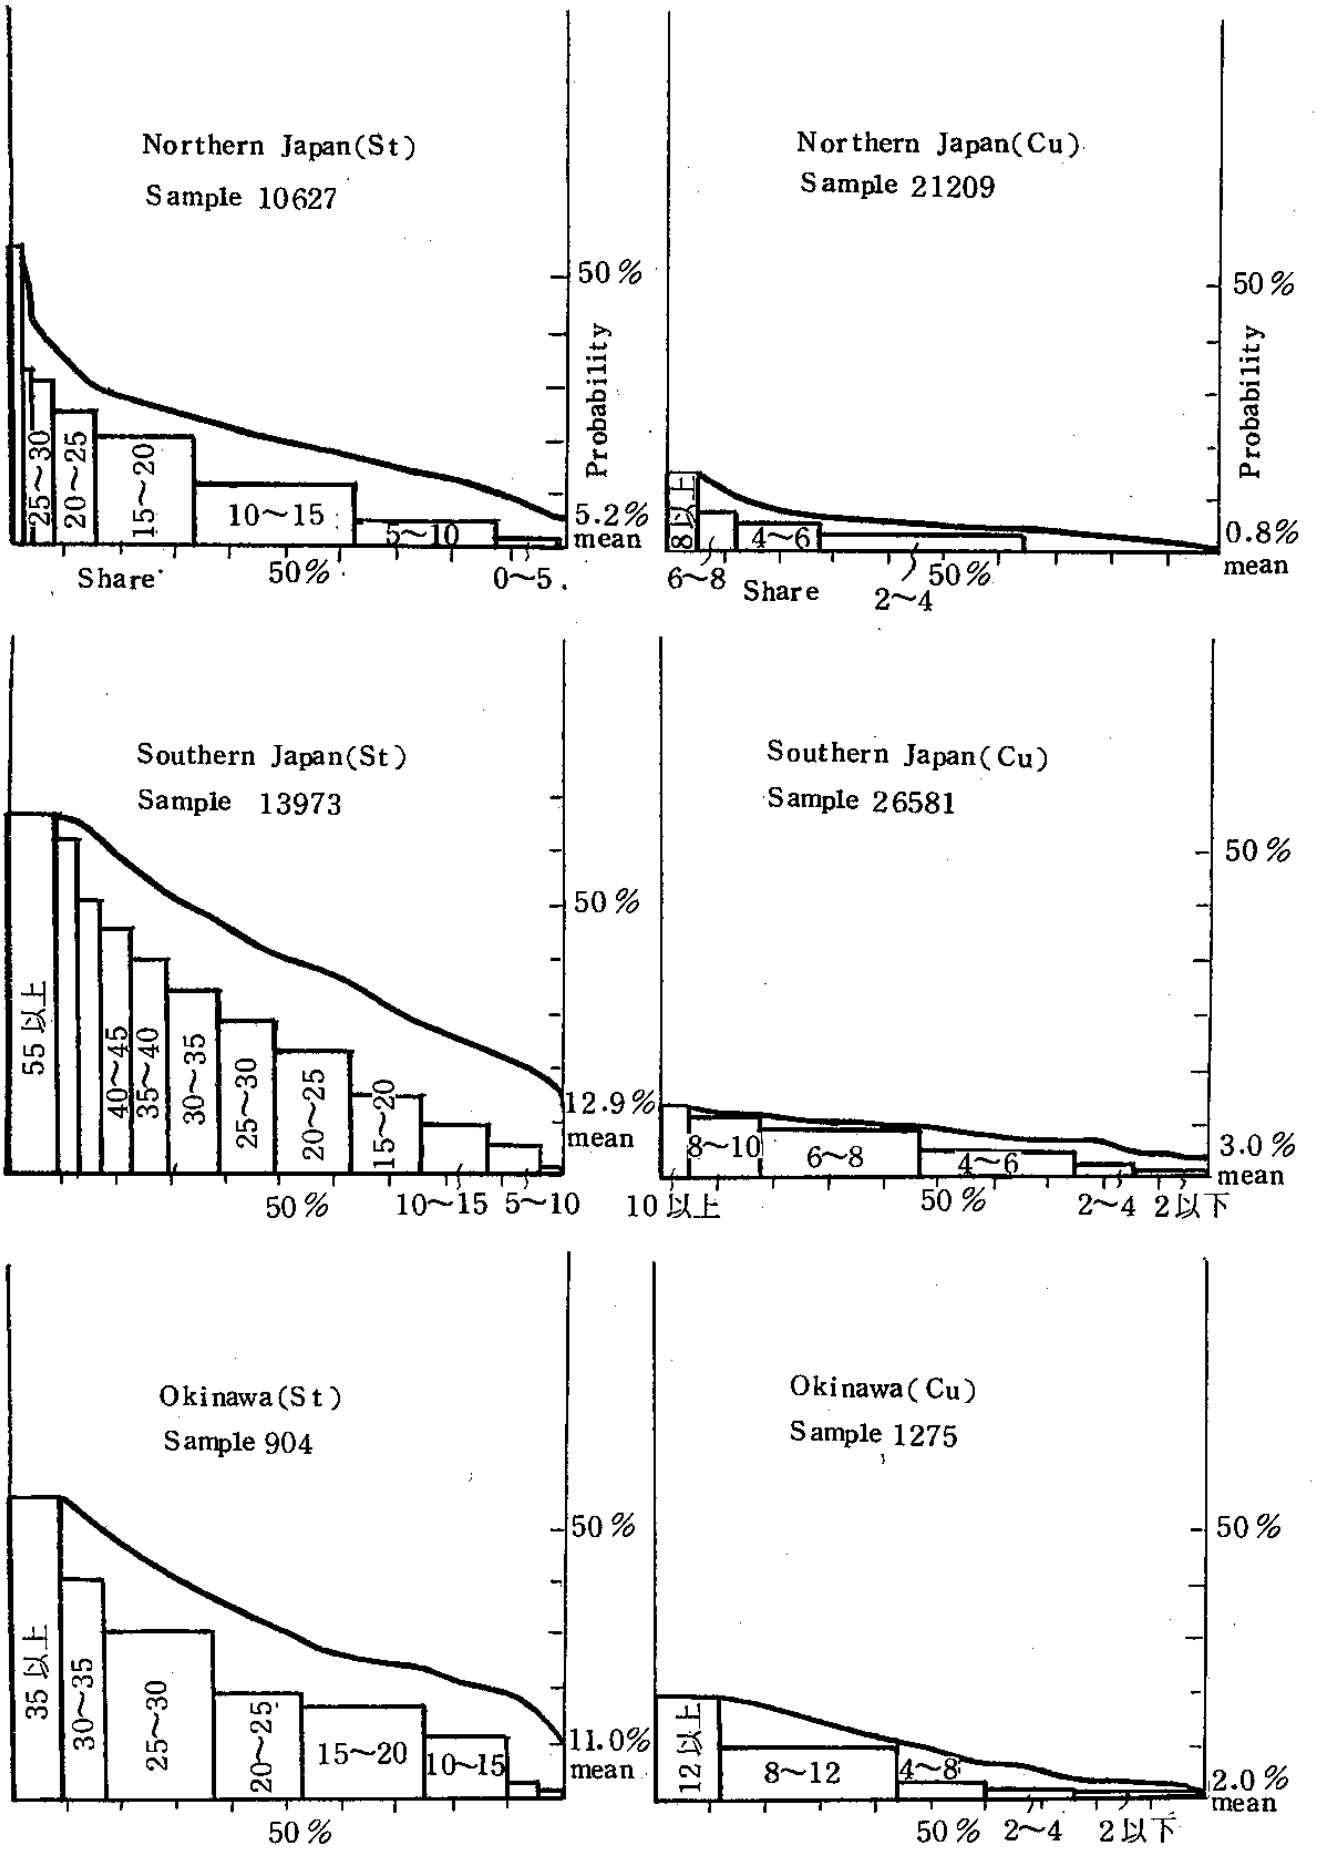 Northern Japan(St)
Sample 10627
50%
Probability
25～30
20～25
15～20
10～15
5～10
5.2%
mean
Share
50%
0～5
Northern Japan(Cu)
Sample 21209
50%
Probability
8以上
4～6
0.8%
mean
6～8
Share
2～4
50%
Southern Japan(St)
Sample 13973
50%
55以上
40～45
35～40
30～35
25～30
20～25
15～20
12.9%
mean
50%
10～15
5～10
Southern Japan(Cu)
Sample 26581
50%
8～10
6～8
4～6
3.0%
mean
10以上
50%
2～4
2以下
Okinawa(St)
Sample 904
50%
35以上
30～35
25～30
20～25
15～20
10～15
11.0%
mean
50%
Okinawa(Cu)
Sample 1275
50%
12以上
8～12
4～8
2.0%
mean
50%
2～4
2以下